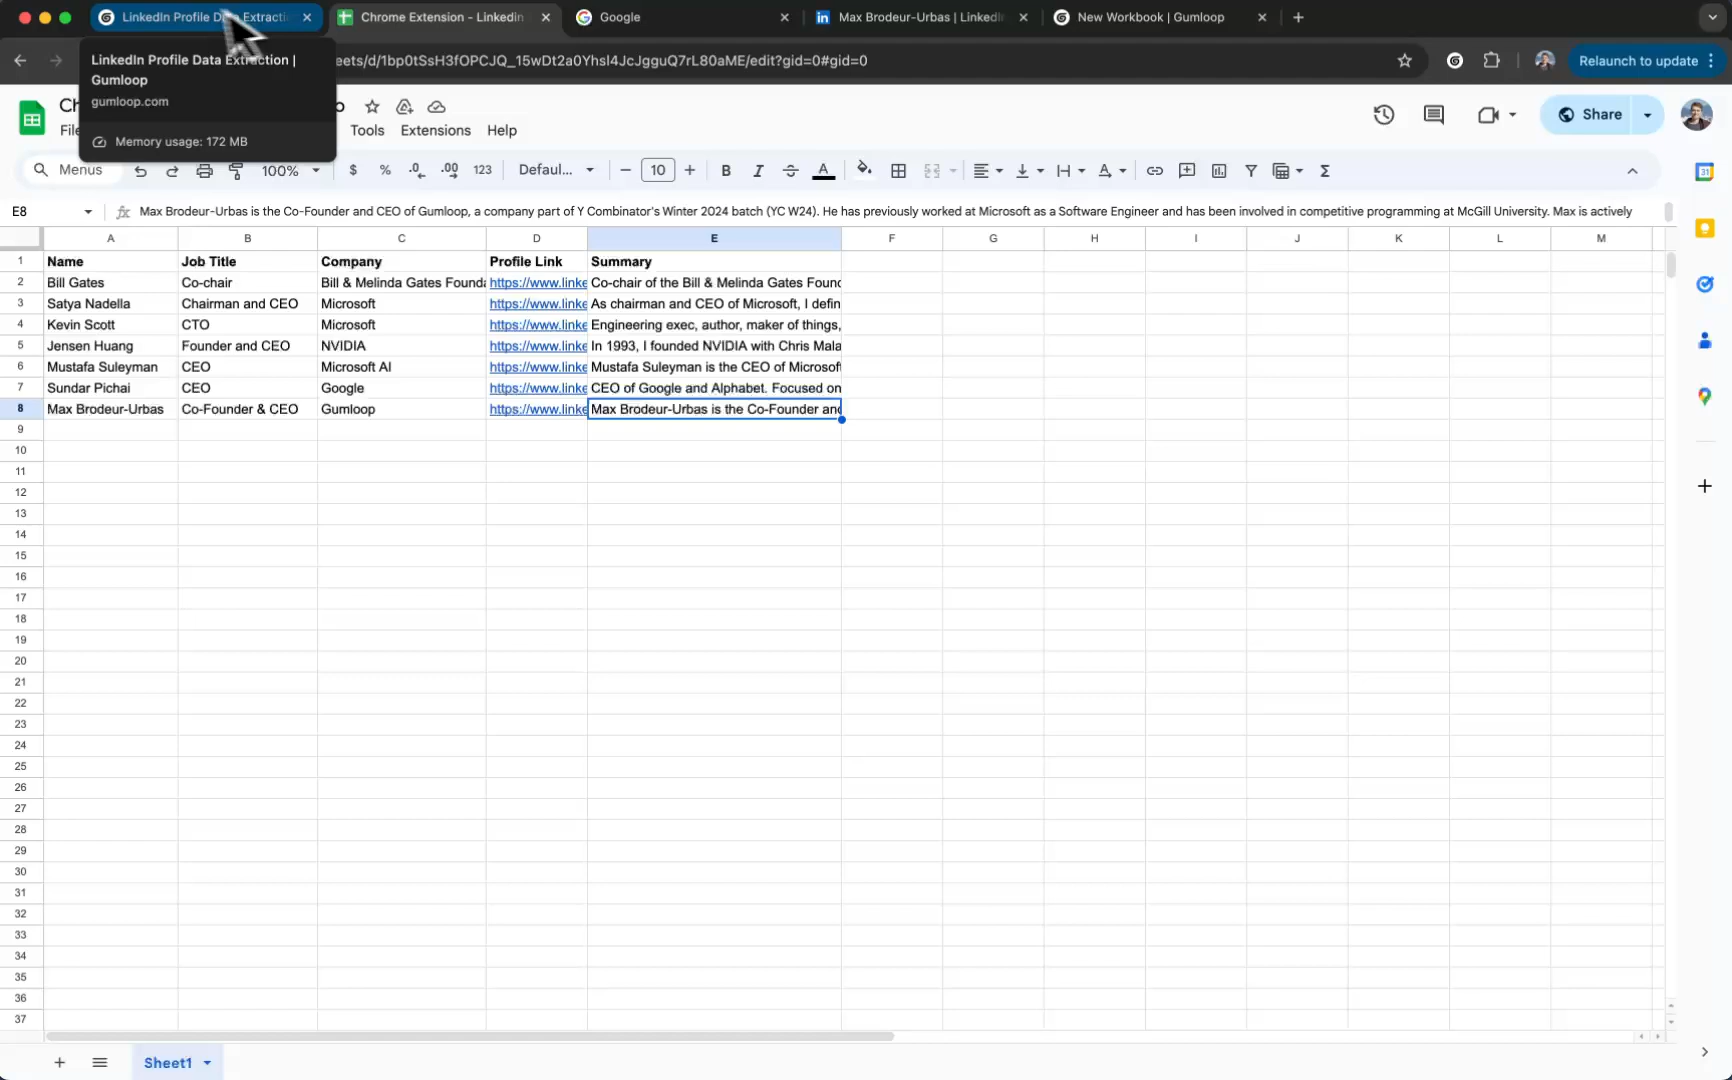 LinkedIn Profile Data Extracti
Chrome Extension - Linkedin
Google
Max Brodeur-Urbas | LinkedIn
New Workbook | Gumloop
eets/d/1bp0tSsH3fOPCJQ_15wDt2a0Yhsl4JcJgguQ7rL80aME/edit?gid=0#gid=0
Relaunch to update
LinkedIn Profile Data Extraction |
Gumloop
gumloop.com
Memory usage: 172 MB
Ch
o
File
Tools
Extensions
Help
Share
Menus
100%
$
%
.0
.00
123
Defaul...
10
B
I
A
31
E8
fx
Max Brodeur-Urbas is the Co-Founder and CEO of Gumloop, a company part of Y Combinator's Winter 2024 batch (YC W24). He has previously worked at Microsoft as a Software Engineer and has been involved in competitive programming at McGill University. Max is actively
A B C D E F G H I J K L M
1 Name Job Title Company Profile Link Summary
2 Bill Gates Co-chair Bill & Melinda Gates Founda https://www.linke Co-chair of the Bill & Melinda Gates Found
3 Satya Nadella Chairman and CEO Microsoft https://www.linke As chairman and CEO of Microsoft, I defin
4 Kevin Scott CTO Microsoft https://www.linke Engineering exec, author, maker of things,
5 Jensen Huang Founder and CEO NVIDIA https://www.linke In 1993, I founded NVIDIA with Chris Mala
6 Mustafa Suleyman CEO Microsoft AI https://www.linke Mustafa Suleyman is the CEO of Microsof
7 Sundar Pichai CEO Google https://www.linke CEO of Google and Alphabet. Focused on
8 Max Brodeur-Urbas Co-Founder & CEO Gumloop https://www.linke Max Brodeur-Urbas is the Co-Founder and
9
10
11
12
13
14
15
16
17
18
19
20
21
22
23
24
25
26
27
28
29
30
31
32
33
34
35
36
37
Sheet1